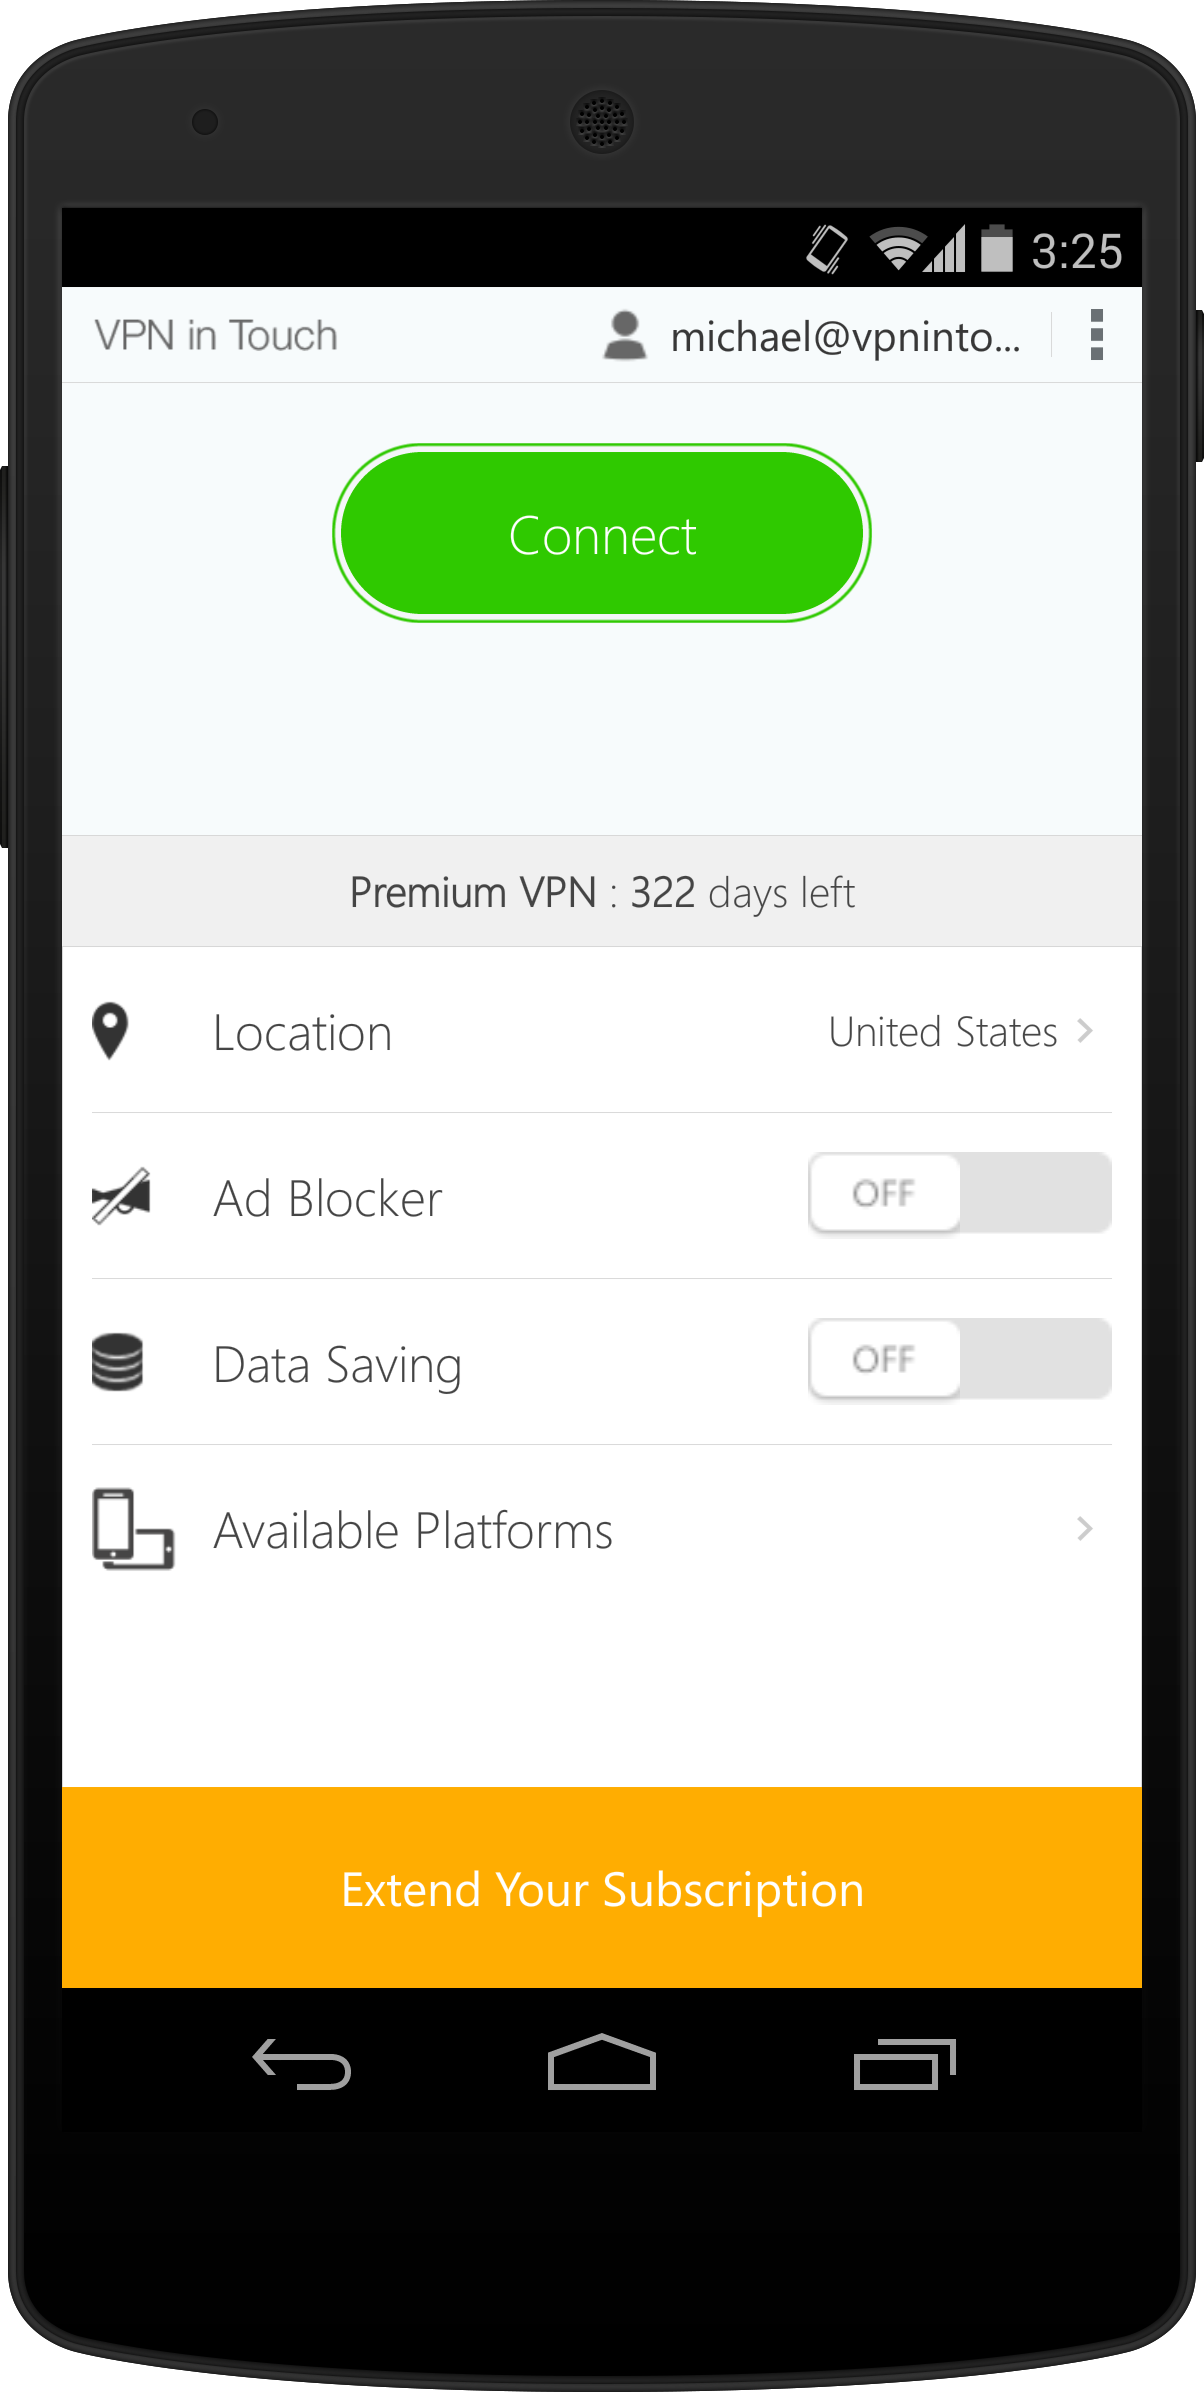 3:25
VPN in Touch michael@vpninto...
Connect
Premium VPN : 322 days left
Location United States
Ad Blocker OFF
Data Saving OFF
Available Platforms
Extend Your Subscription